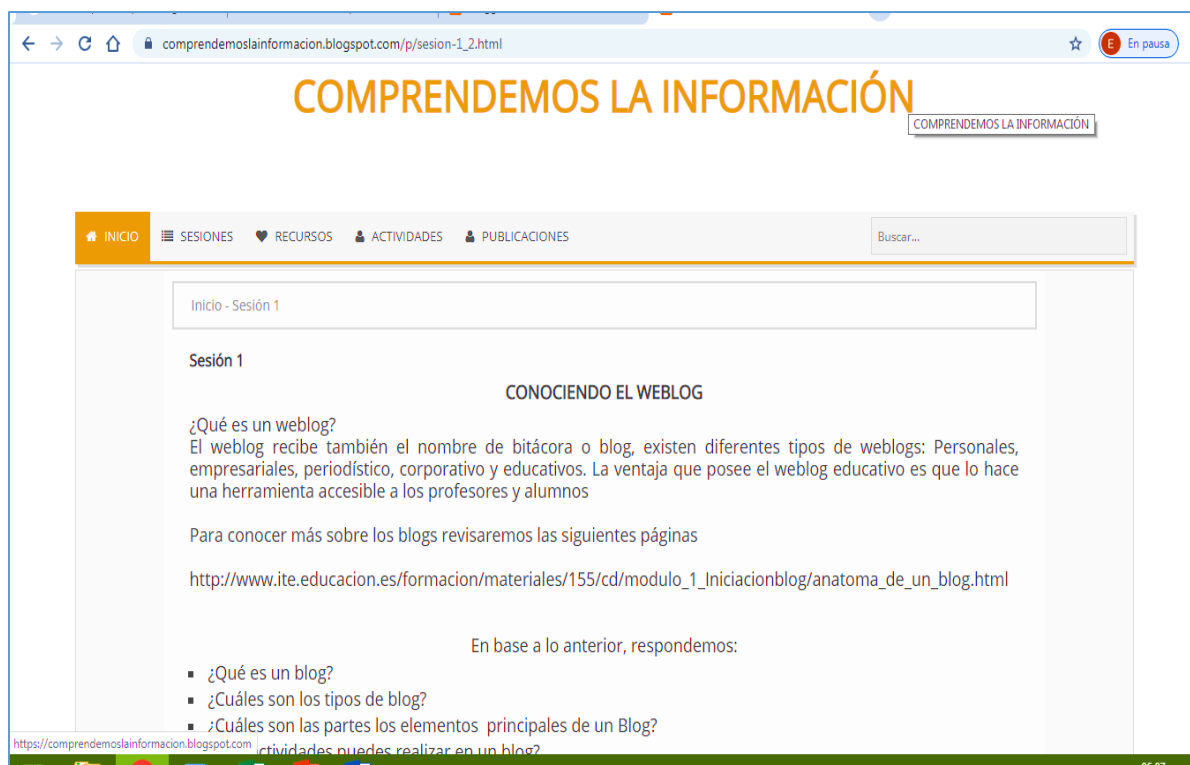 comprendemoslainformacion.blogspot.com/p/sesion-1_2.html
E En pausa
COMPRENDEMOS LA INFORMACIÓN
COMPRENDEMOS LA INFORMACIÓN
INICIO SESIONES RECURSOS ACTIVIDADES PUBLICACIONES Buscar...
Inicio - Sesión 1
Sesión 1
CONOCIENDO EL WEBLOG
¿Qué es un weblog?
El weblog recibe también el nombre de bitácora o blog, existen diferentes tipos de weblogs: Personales,
empresariales, periodístico, corporativo y educativos. La ventaja que posee el weblog educativo es que lo hace
una herramienta accesible a los profesores y alumnos
Para conocer más sobre los blogs revisaremos las siguientes páginas
http://www.ite.educacion.es/formacion/materiales/155/cd/modulo_1_Iniciacionblog/anatoma_de_un_blog.html
En base a lo anterior, respondemos:
¿Qué es un blog?
¿Cuáles son los tipos de blog?
¿Cuáles son las partes los elementos principales de un Blog?
ctividades puedes realizar en un blog?
https://comprendemoslainformacion.blogspot.com